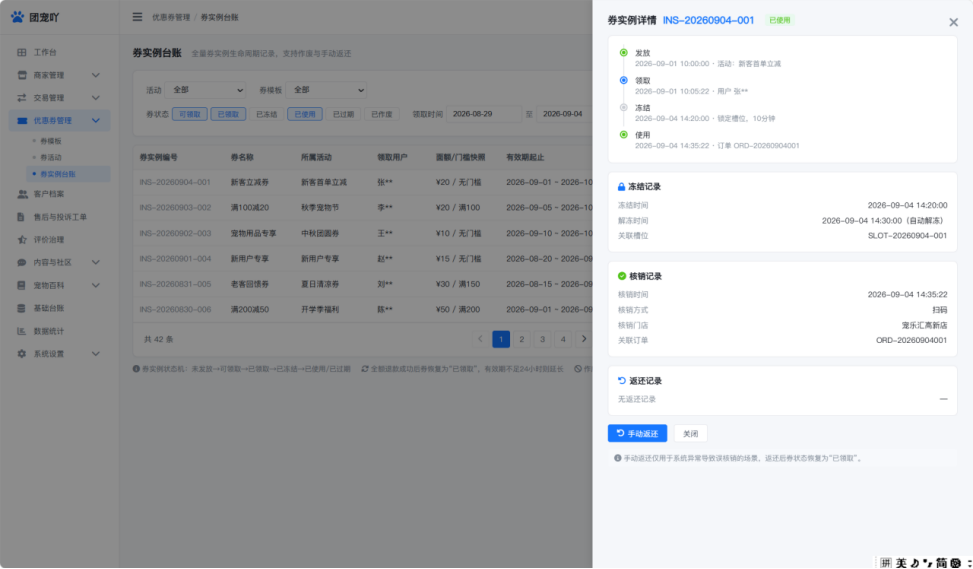 团宠吖
优惠券管理 / 券实例台账
工作台
商家管理
交易管理
优惠券管理
券模板
券活动
券实例台账
客户档案
售后与投诉工单
评价治理
内容与社区
宠物百科
基础台账
数据统计
系统设置
券实例台账 全量券实例生命周期记录，支持作废与手动返还
活动 全部 券模板 全部
券状态 可领取 已领取 已冻结 已使用 已过期 已作废 领取时间 2026-08-29 至 2026-09-04
券实例编号 券名称 所属活动 领取用户 面额/门槛快照 有效期起止
INS-20260904-001 新客立减券 新客首单立减 张** ¥20 / 无门槛 2026-09-01 ~ 2026-10
INS-20260903-002 满100减20 秋季宠物节 李** ¥20 / 满100 2026-09-05 ~ 2026-10
INS-20260902-003 宠物用品专享 中秋团圆券 王** ¥10 / 无门槛 2026-09-10 ~ 2026-09
INS-20260901-004 新用户专享 新用户专享 赵** ¥15 / 无门槛 2026-08-20 ~ 2026-09
INS-20260831-005 老客回馈券 夏日清凉券 刘** ¥30 / 满150 2026-08-15 ~ 2026-09
INS-20260830-006 满200减50 开学季福利 陈** ¥50 / 满200 2026-09-01 ~ 2026-09
共 42 条 1 2 3 4
券实例状态机：未发放→可领取→已领取→已冻结→已使用/已过期 全额退款成功后券恢复为"已领取"，有效期不足24小时则延长
券实例详情 INS-20260904-001 已使用
发放
2026-09-01 10:00:00 · 活动：新客首单立减
领取
2026-09-01 10:05:22 · 用户 张**
冻结
2026-09-04 14:20:00 · 锁定槽位，10分钟
使用
2026-09-04 14:35:22 · 订单 ORD-20260904001
冻结记录
冻结时间 2026-09-04 14:20:00
解冻时间 2026-09-04 14:30:00（自动解冻）
关联槽位 SLOT-20260904-001
核销记录
核销时间 2026-09-04 14:35:22
核销方式 扫码
核销门店 宠乐汇高新店
关联订单 ORD-20260904001
返还记录
无返还记录 —
手动返还 关闭
手动返还仅用于系统异常导致误核销的场景，返还后券状态恢复为"已领取"。
拼 英 简